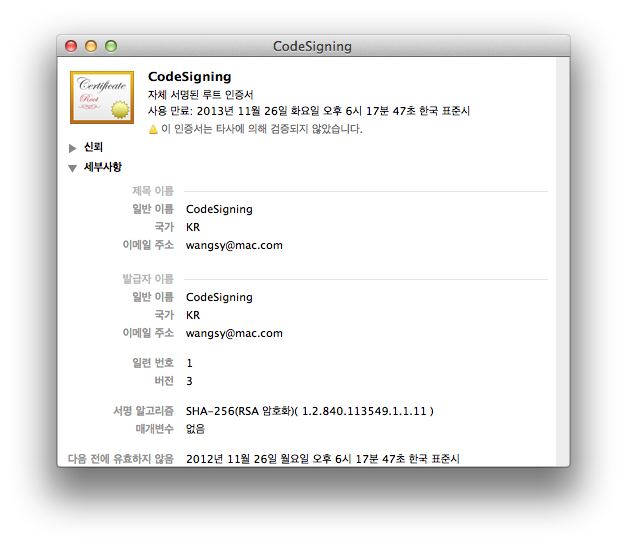 CodeSigning
Certificate
Root
CodeSigning
자체 서명된 루트 인증서
사용 만료: 2013년 11월 26일 화요일 오후 6시 17분 47초 한국 표준시
이 인증서는 타사에 의해 검증되지 않았습니다.
신뢰
세부사항
제목 이름
일반 이름 CodeSigning
국가 KR
이메일 주소 wangsy@mac.com
발급자 이름
일반 이름 CodeSigning
국가 KR
이메일 주소 wangsy@mac.com
일련 번호 1
버전 3
서명 알고리즘 SHA-256(RSA 암호화)( 1.2.840.113549.1.1.11 )
매개변수 없음
다음 전에 유효하지 않음 2012년 11월 26일 월요일 오후 6시 17분 47초 한국 표준시